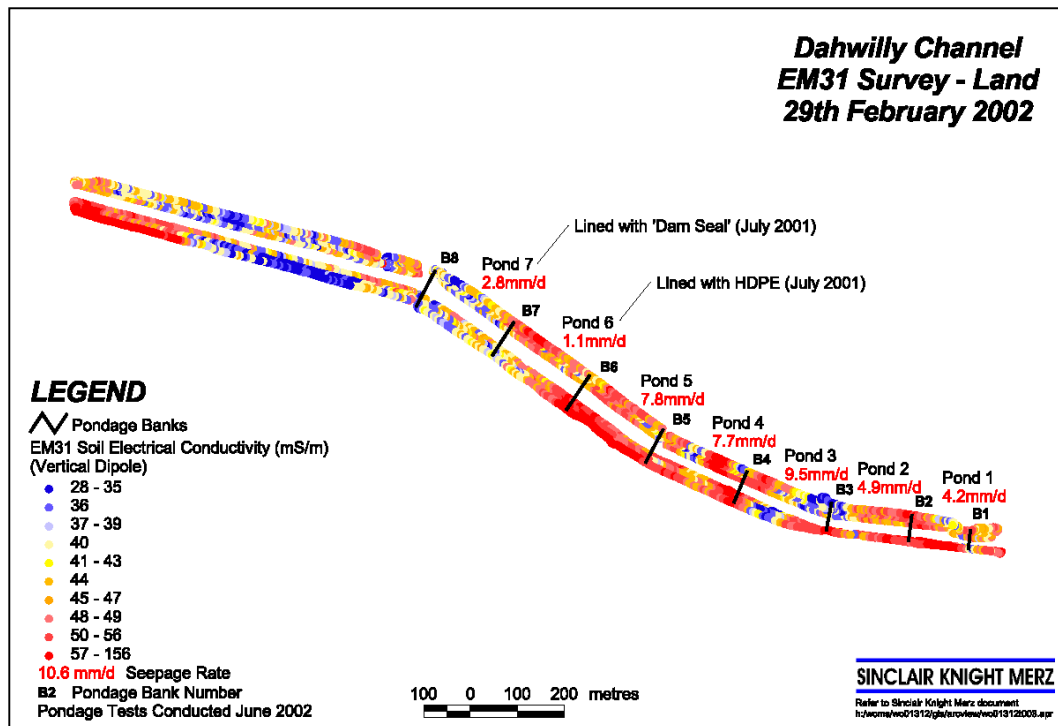 Dahwilly Channel
EM31 Survey - Land
29th February 2002
Lined with 'Dam Seal' (July 2001)
B8
Pond 7
2.8mm/d
Lined with HDPE (July 2001)
B7
Pond 6
1.1mm/d
B6
Pond 5
7.8mm/d
B5
Pond 4
7.7mm/d
B4
Pond 3
9.5mm/d
B3
Pond 2
4.9mm/d
B2
Pond 1
4.2mm/d
B1
LEGEND
Pondage Banks
EM31 Soil Electrical Conductivity (mS/m)
(Vertical Dipole)
28 - 35
36
37 - 39
40
41 - 43
44
45 - 47
48 - 49
50 - 56
57 - 156
10.6 mm/d Seepage Rate
B2 Pondage Bank Number
Pondage Tests Conducted June 2002
100 0 100 200 metres
SINCLAIR KNIGHT MERZ
Refer to Sinclair Knight Merz document